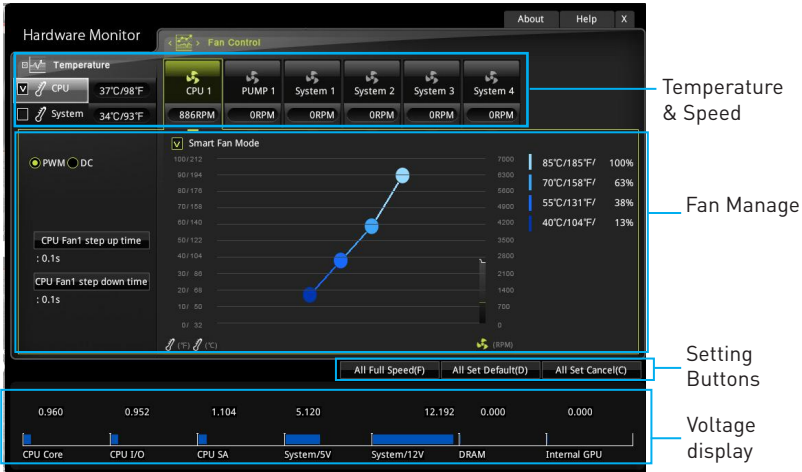 About Help X
Hardware Monitor
Fan Control
Temperature
CPU 37℃/98℉
System 34℃/93℉
CPU 1 PUMP 1 System 1 System 2 System 3 System 4
886RPM 0RPM 0RPM 0RPM 0RPM 0RPM
Temperature
& Speed
Smart Fan Mode
PWM DC
CPU Fan1 step up time
: 0.1s
CPU Fan1 step down time
: 0.1s
100/212 7000
90/194 6300
80/176 5600
70/158 4900
60/140 4200
50/122 3500
40/104 2800
30/ 86 2100
20/ 68 1400
10/ 50 700
0/ 32 0
(℉) (℃) (RPM)
85℃/185℉/ 100%
70℃/158℉/ 63%
55℃/131℉/ 38%
40℃/104℉/ 13%
Fan Manage
All Full Speed(F) All Set Default(D) All Set Cancel(C)
Setting
Buttons
0.960 0.952 1.104 5.120 12.192 0.000 0.000
CPU Core CPU I/O CPU SA System/5V System/12V DRAM Internal GPU
Voltage
display